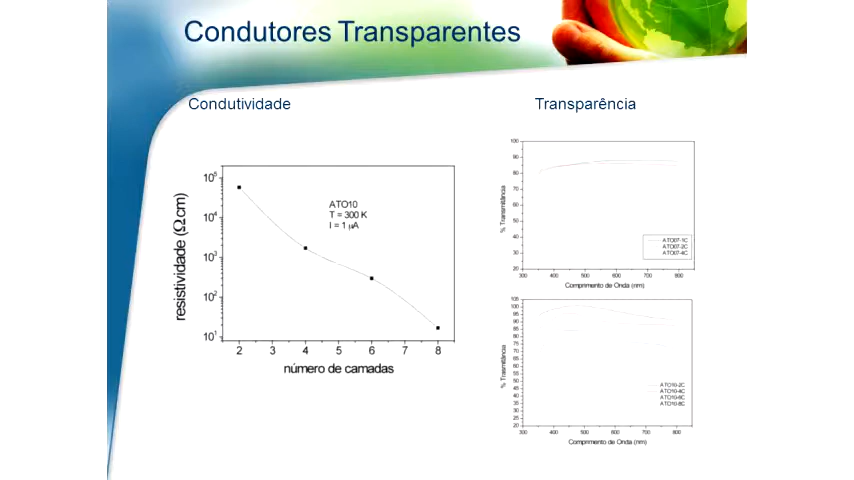 Condutores Transparentes
Condutividade
Transparência
resistividade (Ω.cm)
10⁵
10⁴
10³
10²
10¹
ATO10
T = 300 K
I = 1 μA
2 3 4 5 6 7 8
número de camadas
% Transmitância
100
90
80
70
60
50
40
30
20
ATO07-1C
ATO07-2C
ATO07-4C
300 400 500 600 700 800
Comprimento de Onda (nm)
% Trasmitância
105
100
95
90
85
80
75
70
65
60
55
50
45
40
35
30
25
20
ATO10-2C
ATO10-4C
ATO10-6C
ATO10-8C
300 400 500 600 700 800
Comprimento de Onda (nm)